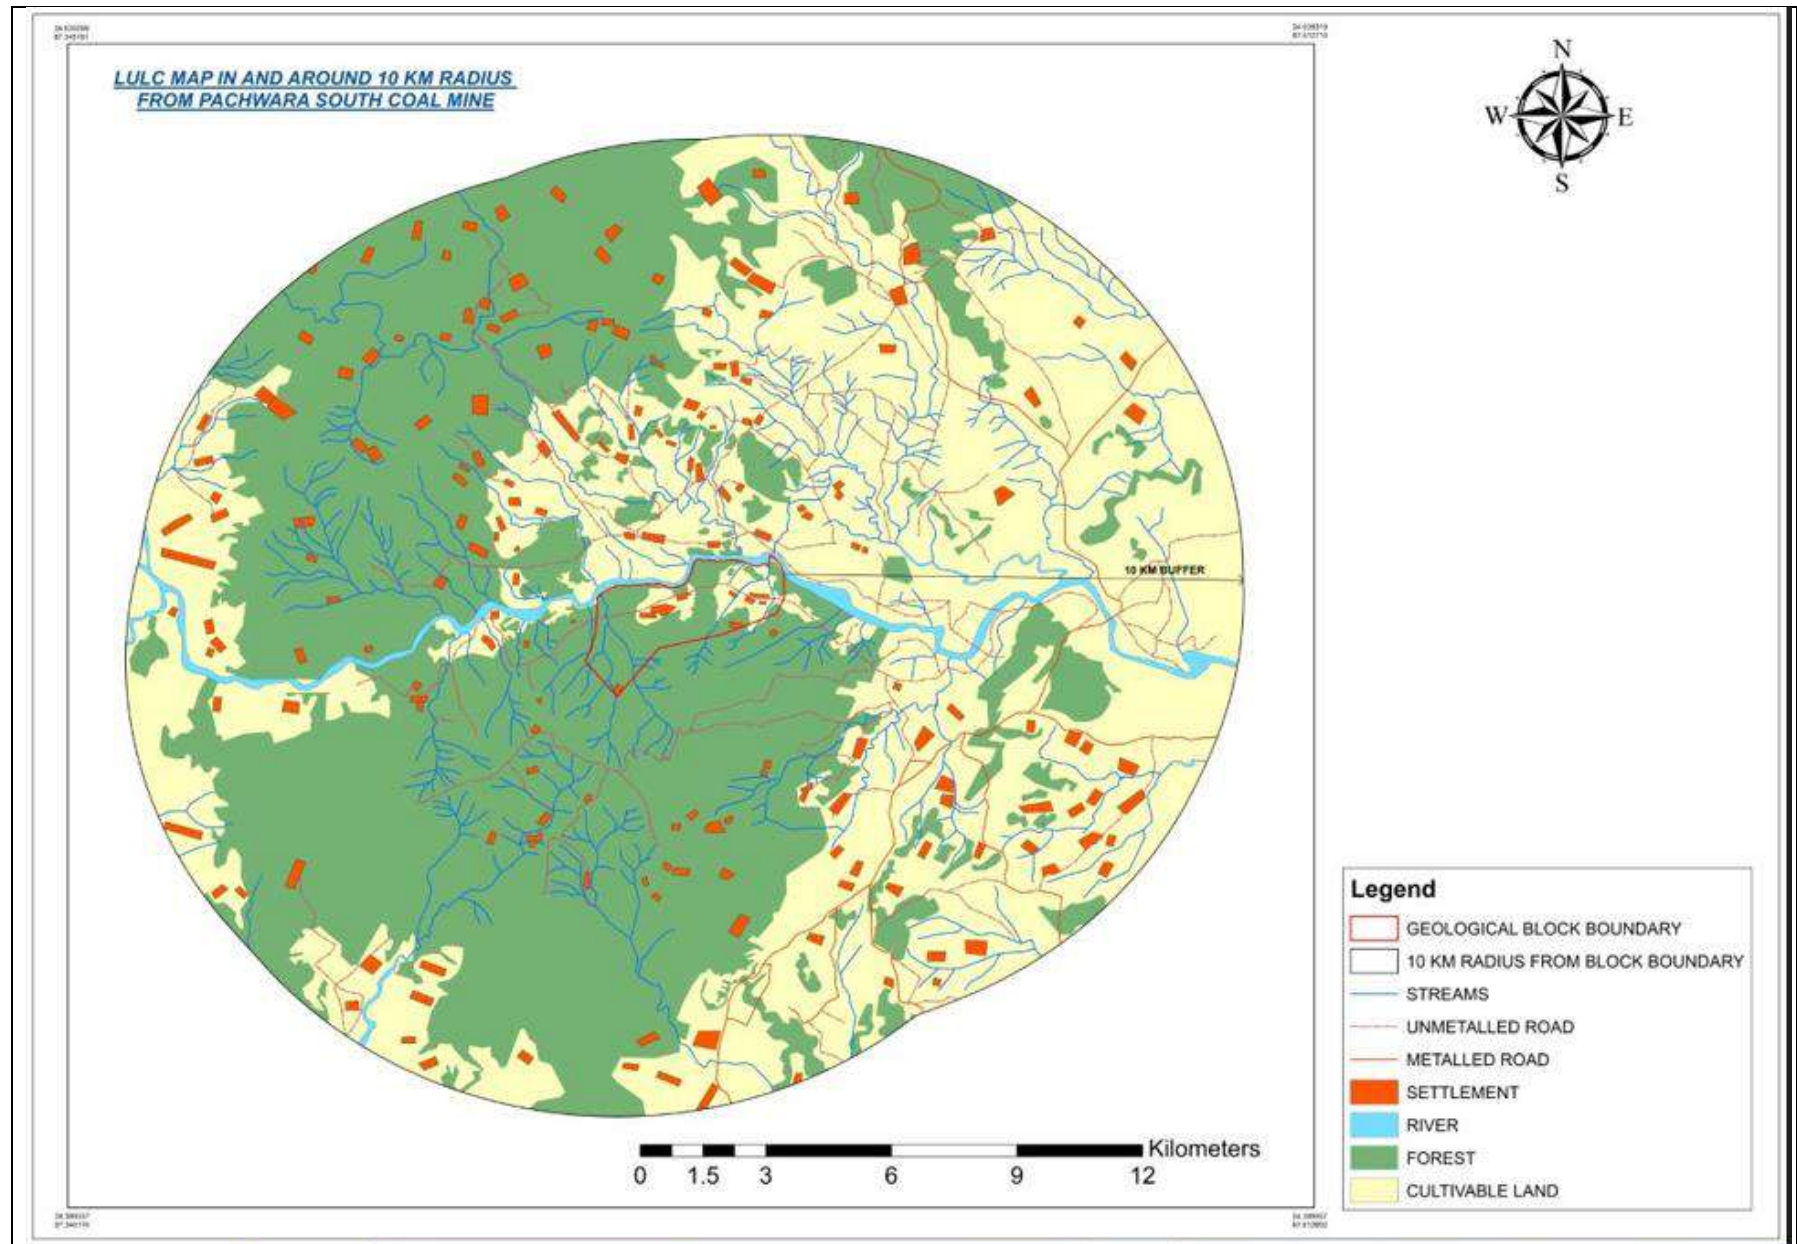 LULC MAP IN AND AROUND 10 KM RADIUS
FROM PACHWARA SOUTH COAL MINE
N
W
E
S
10 KM BUFFER
Legend
GEOLOGICAL BLOCK BOUNDARY
10 KM RADIUS FROM BLOCK BOUNDARY
STREAMS
UNMETALLED ROAD
METALLED ROAD
SETTLEMENT
RIVER
FOREST
CULTIVABLE LAND
Kilometers
0 1.5 3 6 9 12